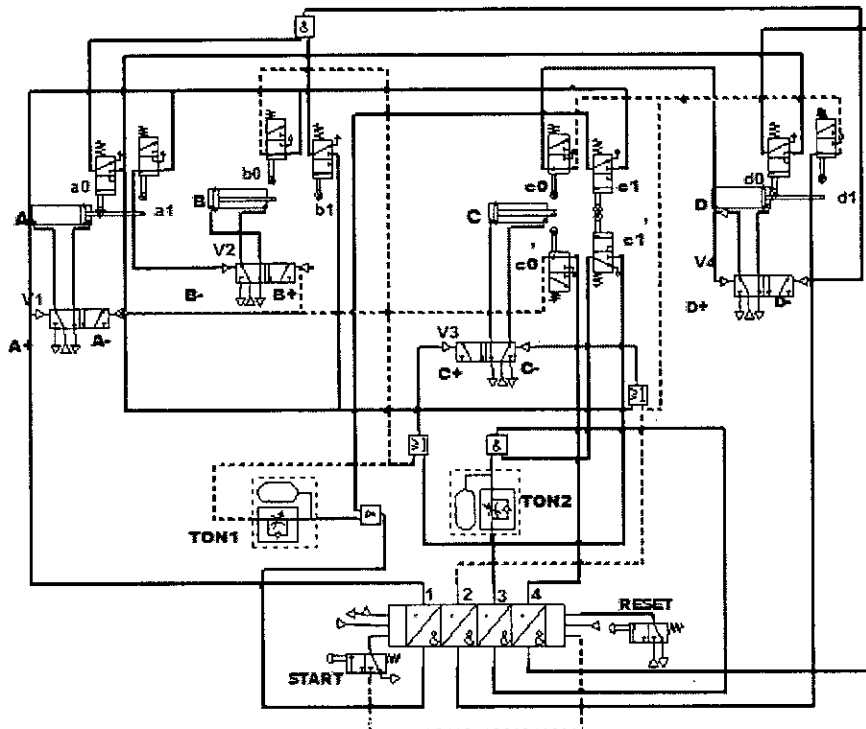 &
a0
a1
b0
b1
c0
c1
d0
d1
A
B
C
D
c0'
c1'
V2
V1
V4
B-
B+
D+
D-
A+
A-
V3
C+
C-
&
TON1
TON2
1
2
3
4
RESET
&
&
&
&
START